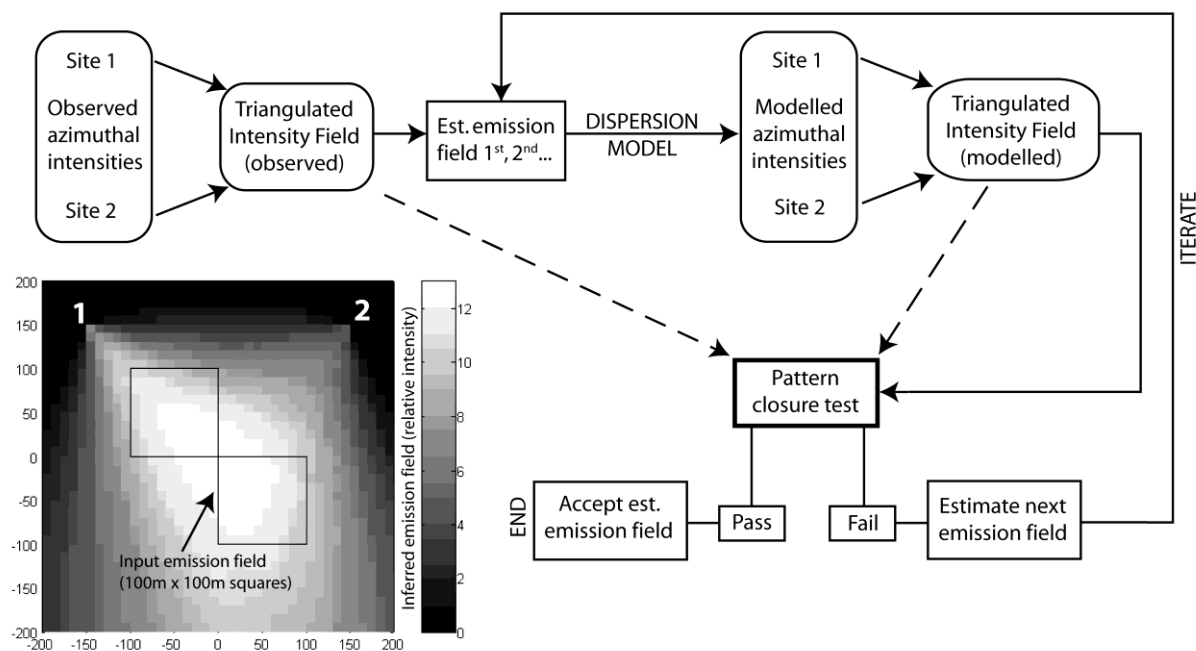 Site 1
Observed
azimuthal
intensities
Site 2
Triangulated
Intensity Field
(observed)
Est. emission
field 1st, 2nd...
DISPERSION
MODEL
Site 1
Modelled
azimuthal
intensities
Site 2
Triangulated
Intensity Field
(modelled)
ITERATE
Pattern
closure test
END
Accept est.
emission field
Pass
Fail
Estimate next
emission field
1
2
Input emission field
(100m x 100m squares)
200
150
100
50
0
-50
-100
-150
-200
-200
-150
-100
-50
0
50
100
150
200
Inferred emission field (relative intensity)
12
10
8
6
4
2
0